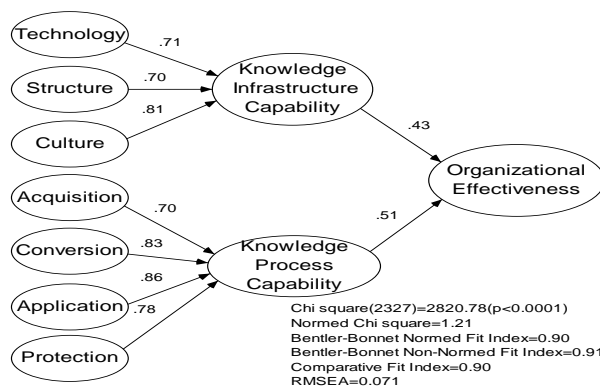 Technology
.71
Knowledge
Infrastructure
Capability
Structure
.70
.81
Culture
.43
Organizational
Effectiveness
Acquisition
.70
.51
Conversion
.83
Knowledge
Process
Capability
Application
.86
.78
Protection
Chi square(2327)=2820.78(p<0.0001)
Normed Chi square=1.21
Bentler-Bonnet Normed Fit Index=0.90
Bentler-Bonnet Non-Normed Fit Index=0.91
Comparative Fit Index=0.90
RMSEA=0.071